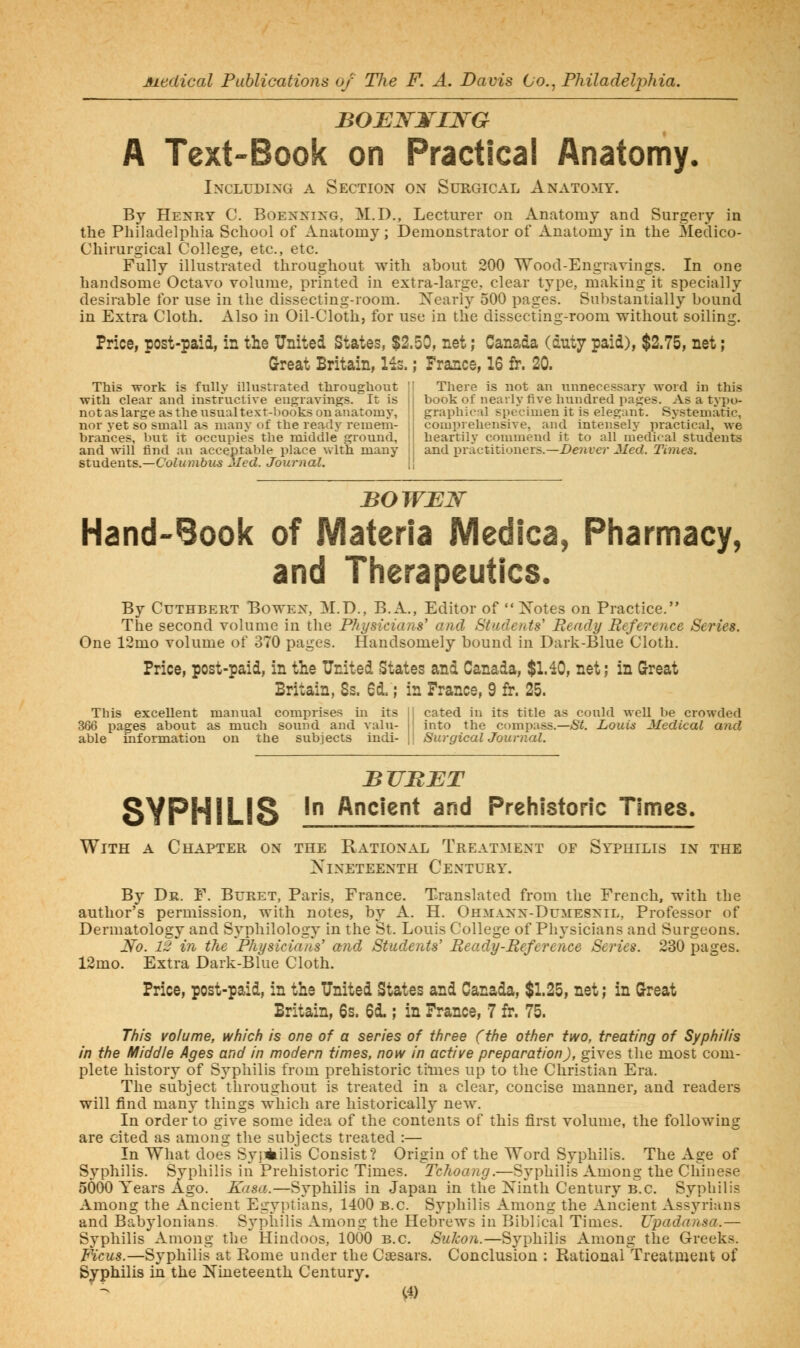 Medical Publications of The F. A. Davis Co., Philadelphia.
BOENNING
A Text-Book on Practical Anatomy.
Including a Section on Surgical Anatomy.
By Henry C. Boenning, M.D., Lecturer on Anatomy and Surgery in
the Philadelphia School of Anatomy; Demonstrator of Anatomy in the Medico-
Chirurgical College, etc., etc.
Fully illustrated throughout with about 200 Wood-Engravings. In one
handsome Octavo volume, printed in extra-large, clear type, making it specially
desirable for use in the dissecting-room. Nearly 500 pages. Substantially bound
in Extra Cloth. Also in Oil-Cloth, for use in the dissecting-room without soiling.
Price, post-paid, in the United States, $2.50, net; Canada (duty paid), $2.75, net;
Great Britain, 14s.; France, 16 fr. 20.
This work is fully illustrated throughout
with clear and instructive engravings. It is
not as large as the usual text-books on anatomy,
nor yet so small as many of the ready remem-
brances, but it occupies the middle ground,
and will find an acceptable place with many
students.—Columbus Med. Journal.
There is not an unnecessary word in this
book of nearly five hundred pages. As a typo-
graphical specimen it is elegant. Systematic,
comprehensive, and intensely practical, we
heartily commend it to all medical students
and practitioners.—Denver Med. Times.
BOWEN
Hand-Book of Materia Medica, Pharmacy,
and Therapeutics.
By Cuthbert Bowen, M.D., B.A., Editor of "Notes on Practice."
The second volume in the Physicians' and Students' Ready Reference Series.
One 12mo volume of 370 pages. Handsomely bound in Dark-Blue Cloth.
Price, post-paid, in the United States and Canada, $1.40, net; in Great
Britain, 8s. 6d.; in France, 9 fr. 25.
This excellent manual comprises in its
366 pages about as much sound and valu-
able information on the subjects indi-
cated in its title as could well be crowded
into the compass.—St. Louis Medical and
Surgical Journal.
BURET
SYPHILIS In Ancient and Prehistoric Times.
With a Chapter on the Rational Treatment of Syphilis in the
Nineteenth Century.
By Dr. F. Buret, Paris, France. Translated from the French, with the
author's permission, with notes, by A. H. Ohmann-Dumesnil, Professor of
Dermatology and Syphilology in the St. Louis College of Physicians and Surgeons.
No. 12 in the Physicians' and Students' Ready-Reference Series. 230 pages.
12mo. Extra Dark-Blue Cloth.
Price, post-paid, in the United States and Canada, $1.25, net; in Great
Britain, 6s. 6d.; in France, 7 fr. 75.
This volume, which is one of a series of three (the other two, treating of Syphilis
in the Middle Ages and in modern times, now in active preparation), gives the most com-
plete history of Syphilis from prehistoric times up to the Christian Era.
The subject throughout is treated in a clear, concise manner, and readers
will find many things which are historically new.
In order to give some idea of the contents of this first volume, the following
are cited as among the subjects treated :—
In What does Syphilis Consist? Origin of the Word Syphilis. The Age of
Syphilis. Syphilis in Prehistoric Times. Tchoang.—Syphilis Among the Chinese
5000 Years Ago. Kasa.—Syphilis in Japan in the Ninth Century B.C. Syphilis
Among the Ancient Egyptians, 1400 B.C. Syphilis Among the Ancient Assyrians
and Babylonians. Syphilis Among the Hebrews in Biblical Times. Upadansa.—
Syphilis Among the Hindoos, 1000 B.C. Sukon.—Syphilis Among the Greeks.
Ficus.—Syphilis at Rome under the Cæsars. Conclusion : Rational Treatment of
Syphilis in the Nineteenth Century.
(4)